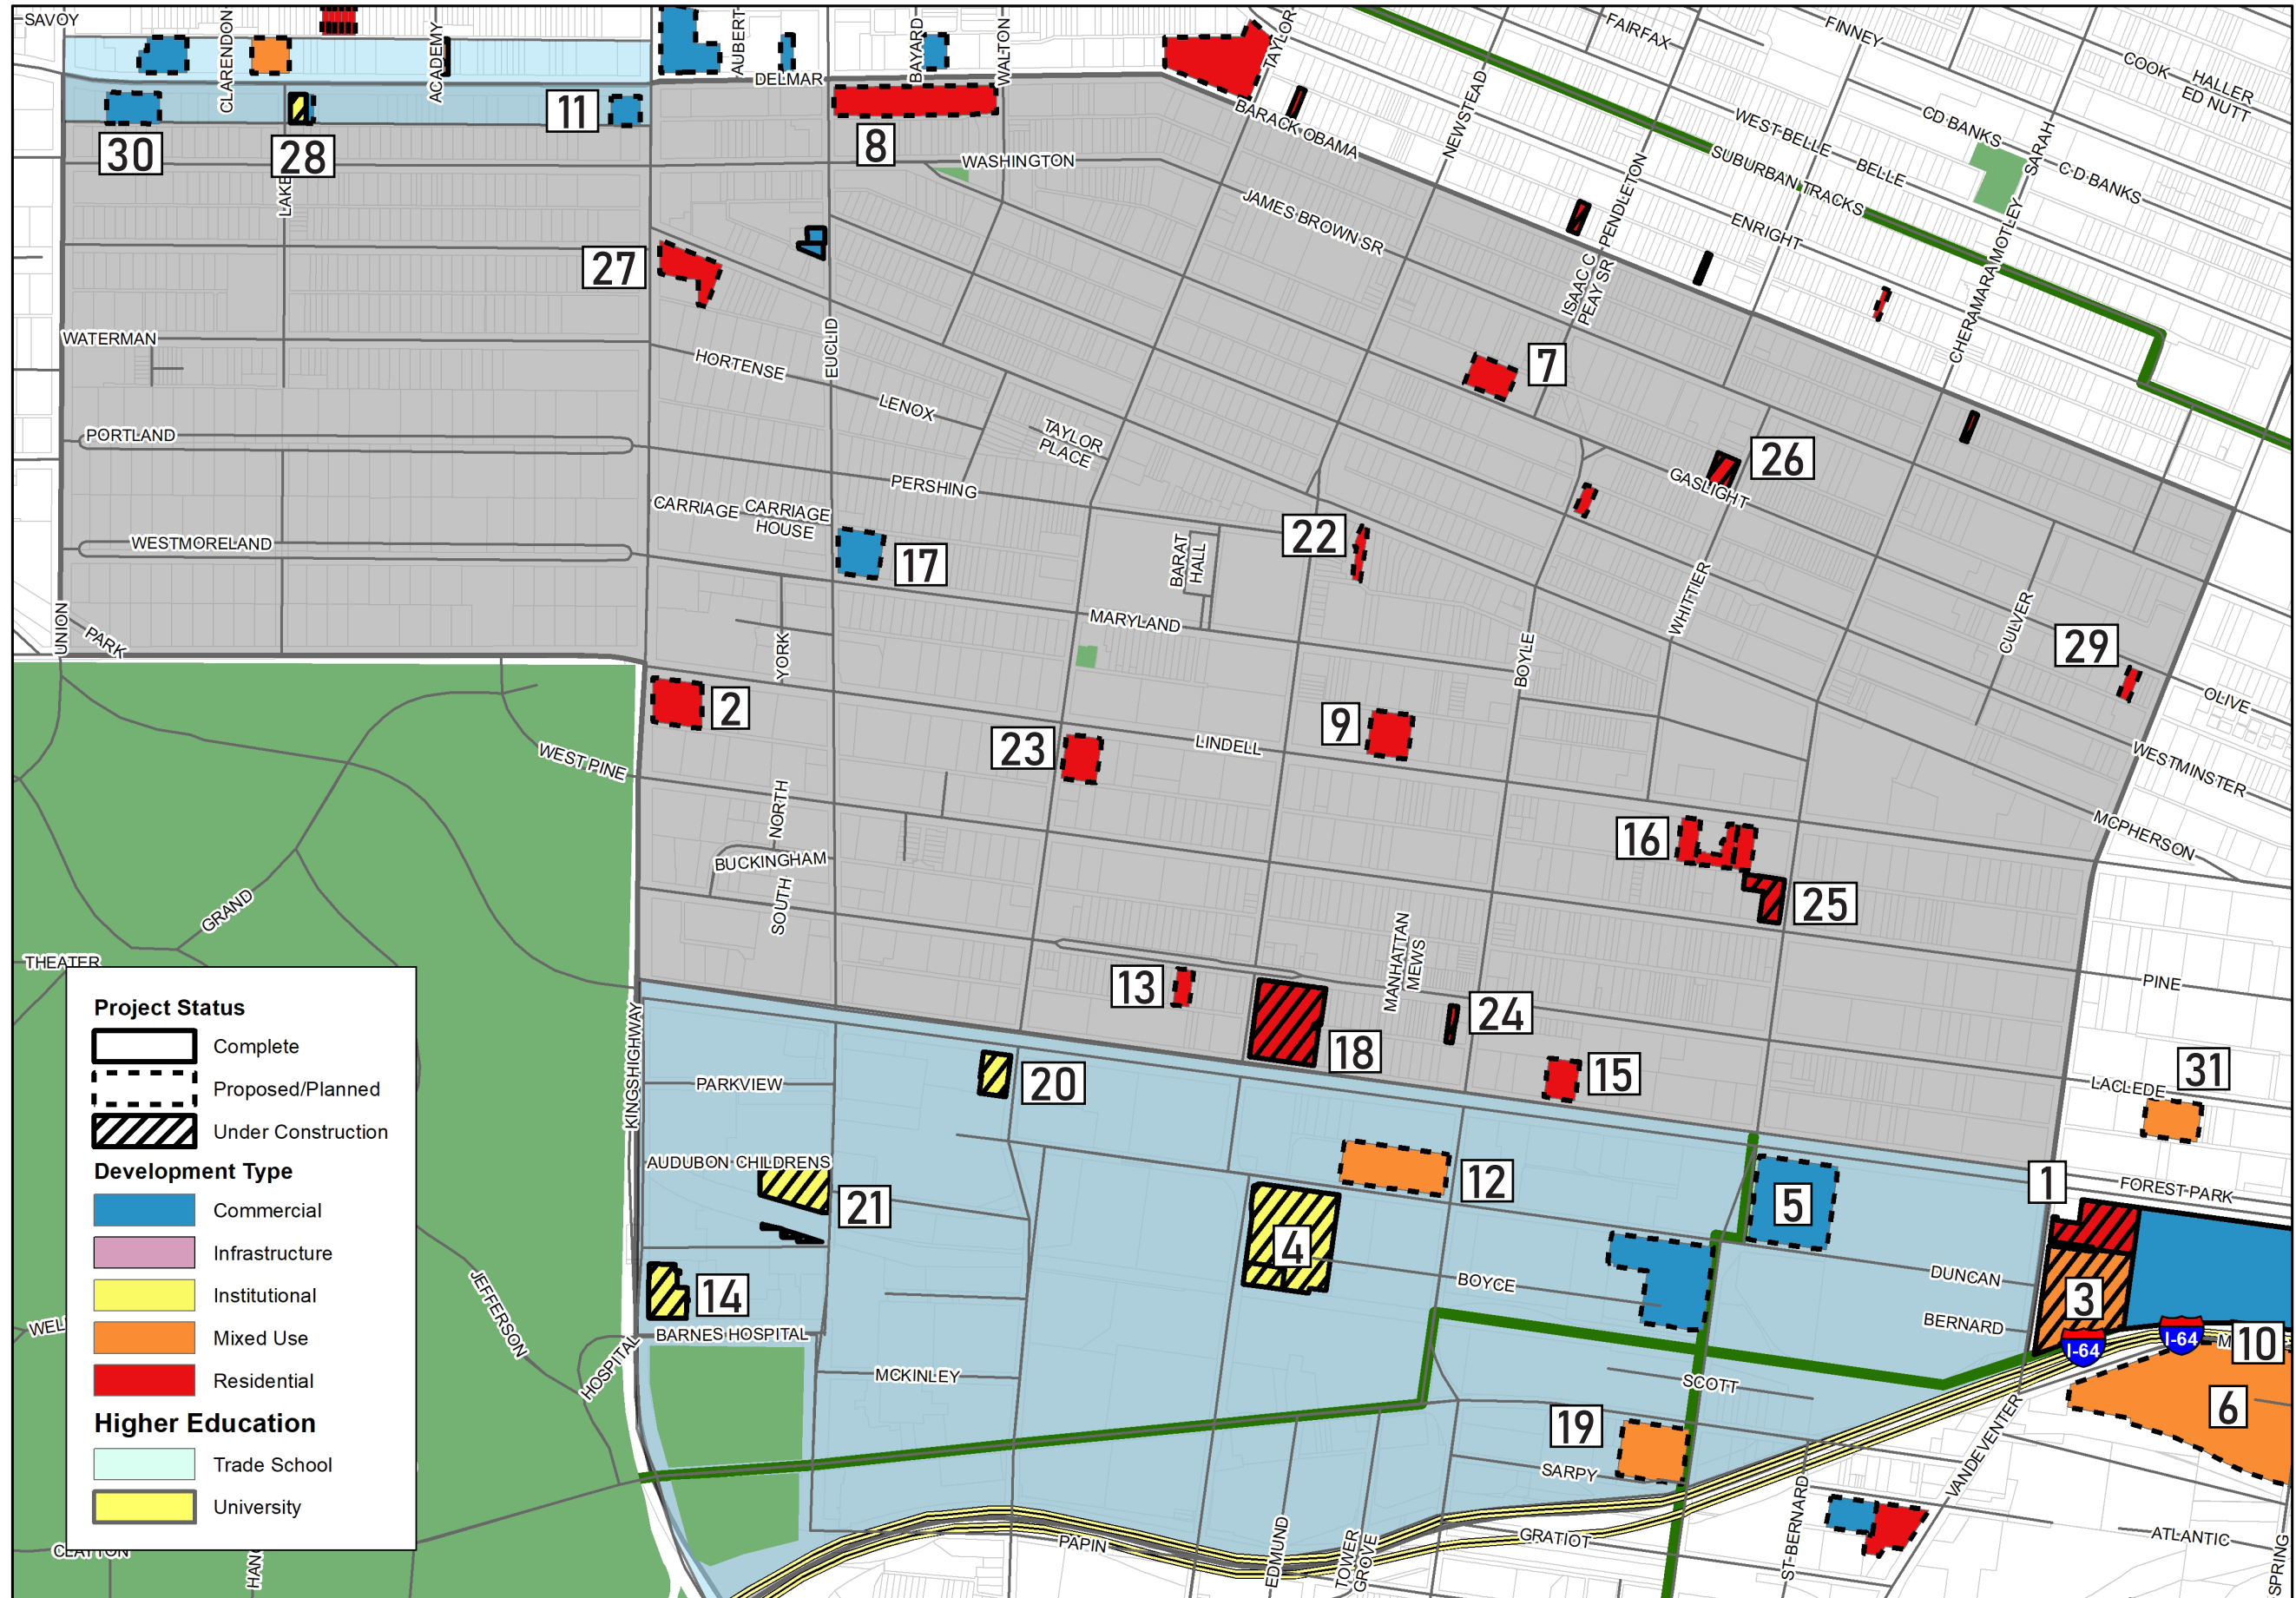 SAVOY
CLARENDON
ACADEMY
AUBERT
BAYARD
WALTON
DELMAR
TAYLOR
FAIRFAX
FINNEY
COOK
HALLER
ED NUTT
NEWSTEAD
BARACK OBAMA
WEST BELLE
BELLE
CD BANKS
C D BANKS
SARAH
SUBURBAN TRACKS
30
28
11
8
LAKE
WASHINGTON
JAMES BROWN SR
PENDLETON
ISAAC C
PEAY SR
ENRIGHT
CHERAMARAMOTLEY
27
WATERMAN
EUCLID
HORTENSE
LENOX
TAYLOR
PLACE
7
26
GASLIGHT
PORTLAND
PERSHING
CARRIAGE
CARRIAGE
HOUSE
WESTMORELAND
17
BARAT
HALL
22
WHITTIER
CULVER
29
UNION
PARK
YORK
MARYLAND
BOYLE
OLIVE
2
WEST PINE
23
LINDELL
9
WESTMINSTER
MCPHERSON
NORTH
BUCKINGHAM
SOUTH
16
25
GRAND
THEATER
MANHATTAN
MEWS
PINE
13
18
24
15
KINGSHIGHWAY
PARKVIEW
20
LACLEDE
31
AUDUBON CHILDRENS
21
12
5
1
FOREST PARK
4
14
BOYCE
DUNCAN
BERNARD
3
I-64
I-64
M
10
JEFFERSON
HOSPITAL
BARNES HOSPITAL
MCKINLEY
SCOTT
VANDEVENTER
6
19
SARPY
EDMUND
TOWER
GROVE
PAPIN
GRATIOT
ST BERNARD
ATLANTIC
SPRING
WEL
CLAYTON
HANC
Project Status
Complete
Proposed/Planned
Under Construction
Development Type
Commercial
Infrastructure
Institutional
Mixed Use
Residential
Higher Education
Trade School
University